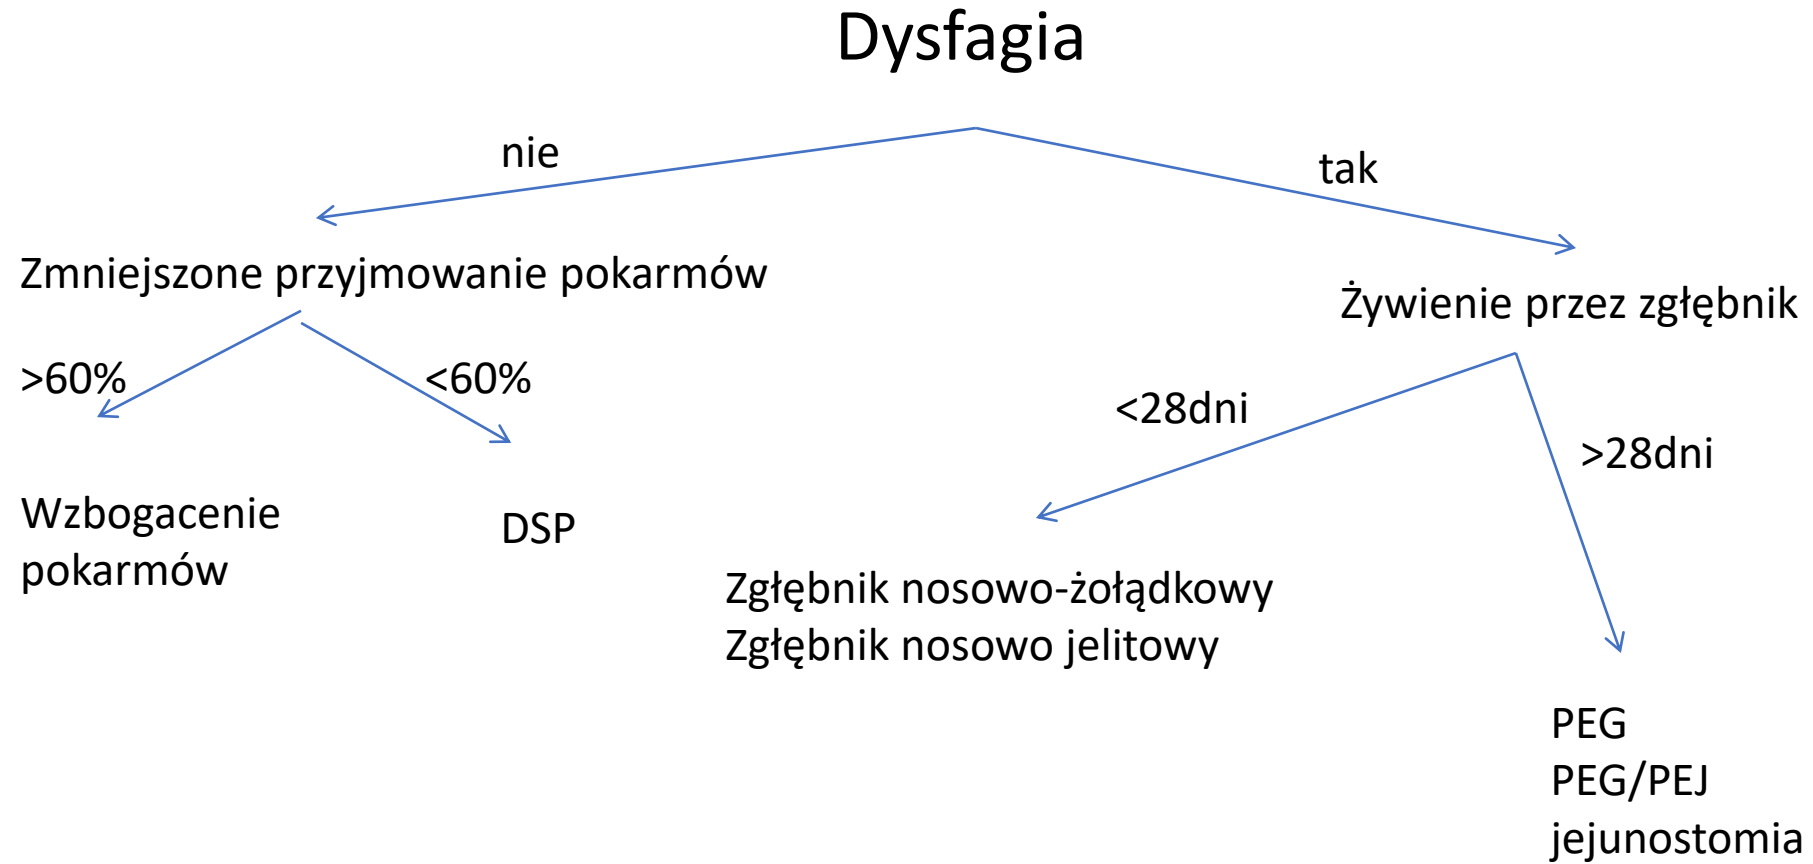 Dysfagia
nie
tak
Zmniejszone przyjmowanie pokarmów
Żywienie przez zgłębnik
>60%
<60%
<28dni
>28dni
Wzbogacenie
pokarmów
DSP
Zgłębnik nosowo-żołądkowy
Zgłębnik nosowo jelitowy
PEG
PEG/PEJ
jejunostomia